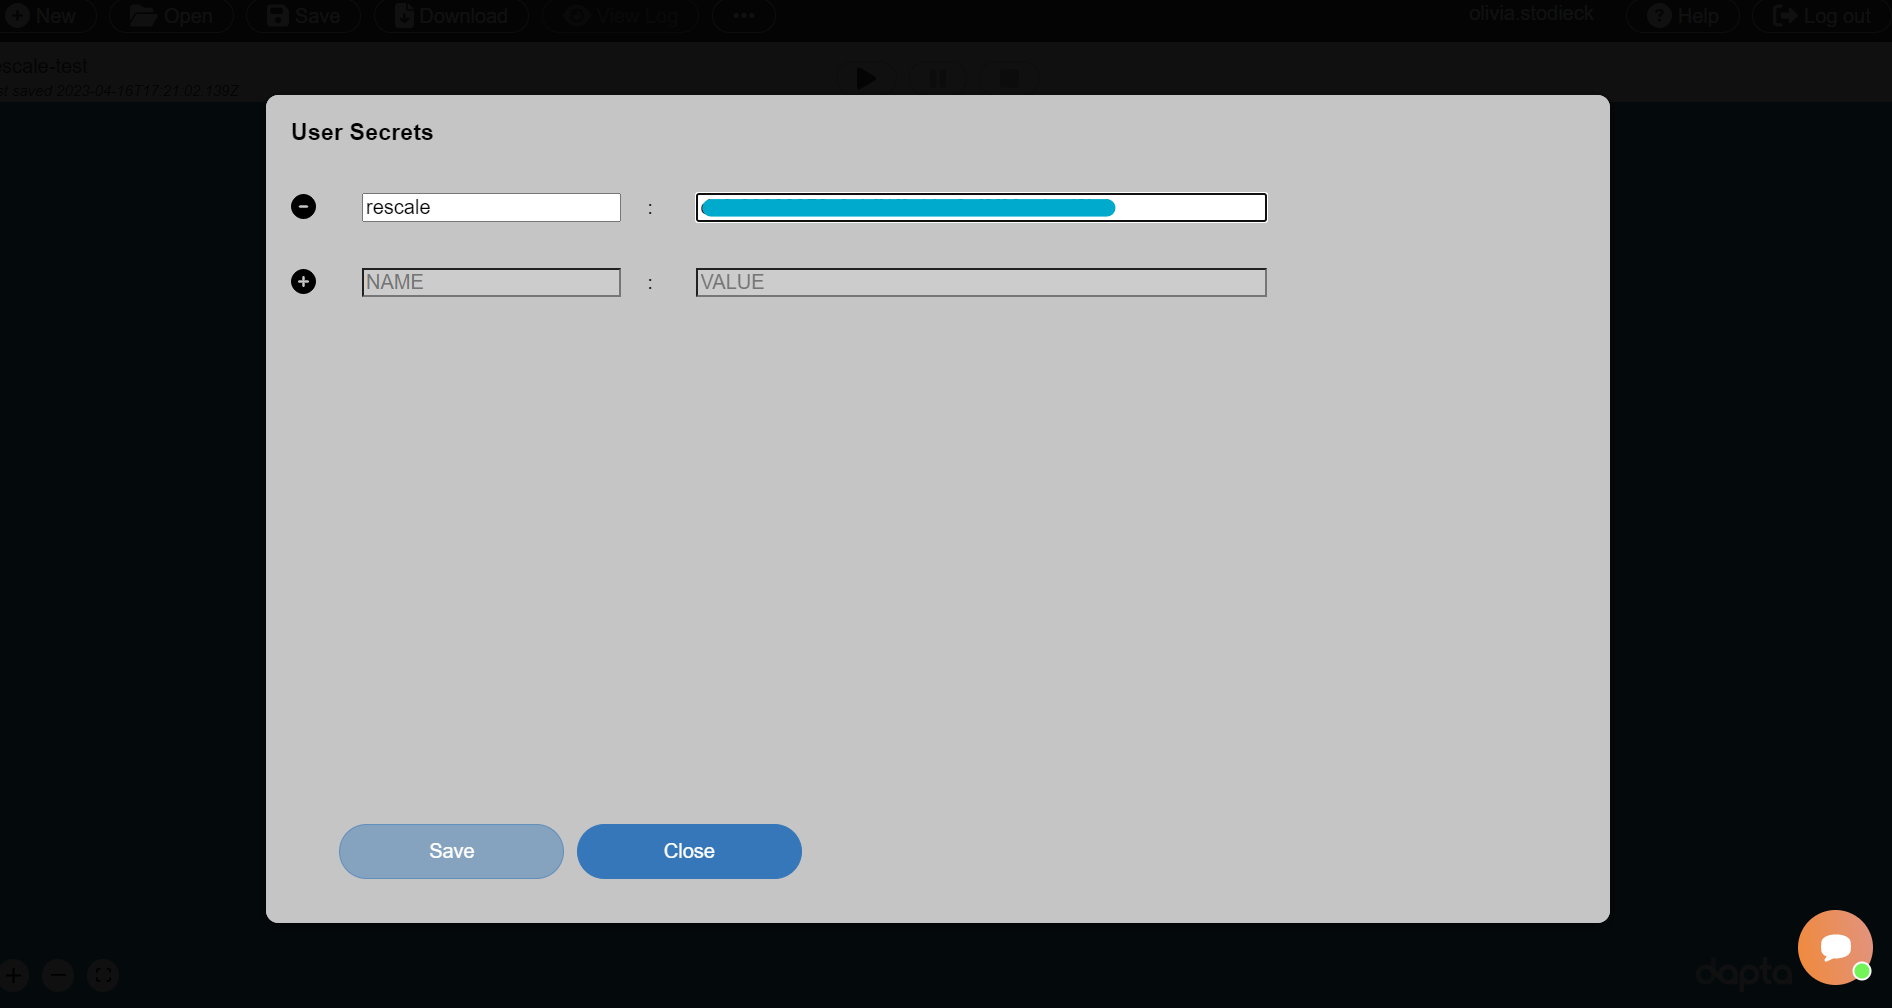 New Open Save Download View Log olivia.stodieck Help Log out
escale-test
st saved 2023-04-16T17:21:02.139Z
User Secrets
rescale :
NAME : VALUE
Save Close
dapta